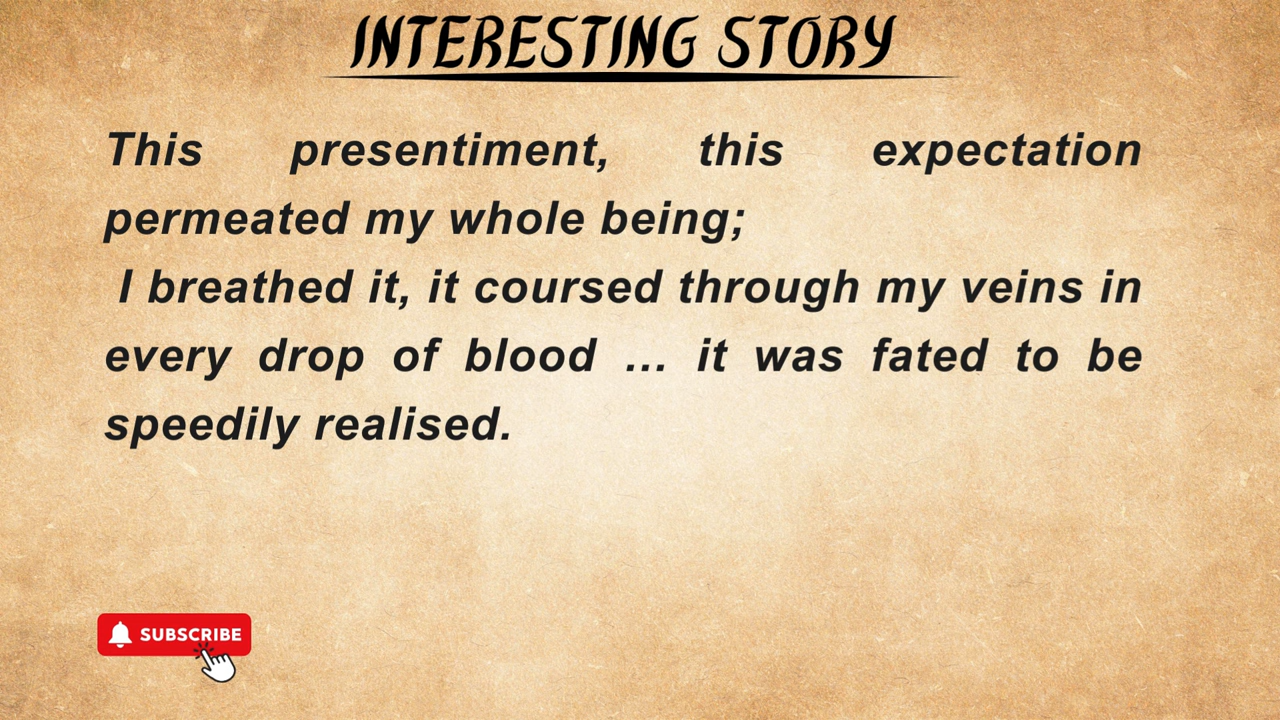 INTERESTING STORY
This presentiment, this expectation
permeated my whole being;
I breathed it, it coursed through my veins in
every drop of blood ... it was fated to be
speedily realised.
SUBSCRIBE